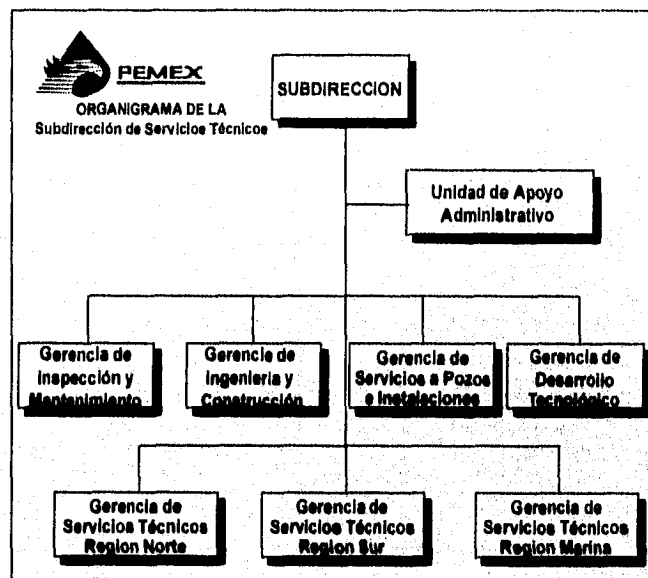 PEMEX
ORGANIGRAMA DE LA
Subdirección de Servicios Técnicos
SUBDIRECCION
Unidad de Apoyo
Administrativo
Gerencia de
Inspección y
Mantenimiento
Gerencia de
Ingeniería y
Construcción
Gerencia de
Servicios a Pozos
e Instalaciones
Gerencia de
Desarrollo
Tecnológico
Gerencia de
Servicios Técnicos
Region Norte
Gerencia de
Servicios Técnicos
Region Sur
Gerencia de
Servicios Técnicos
Region Marina